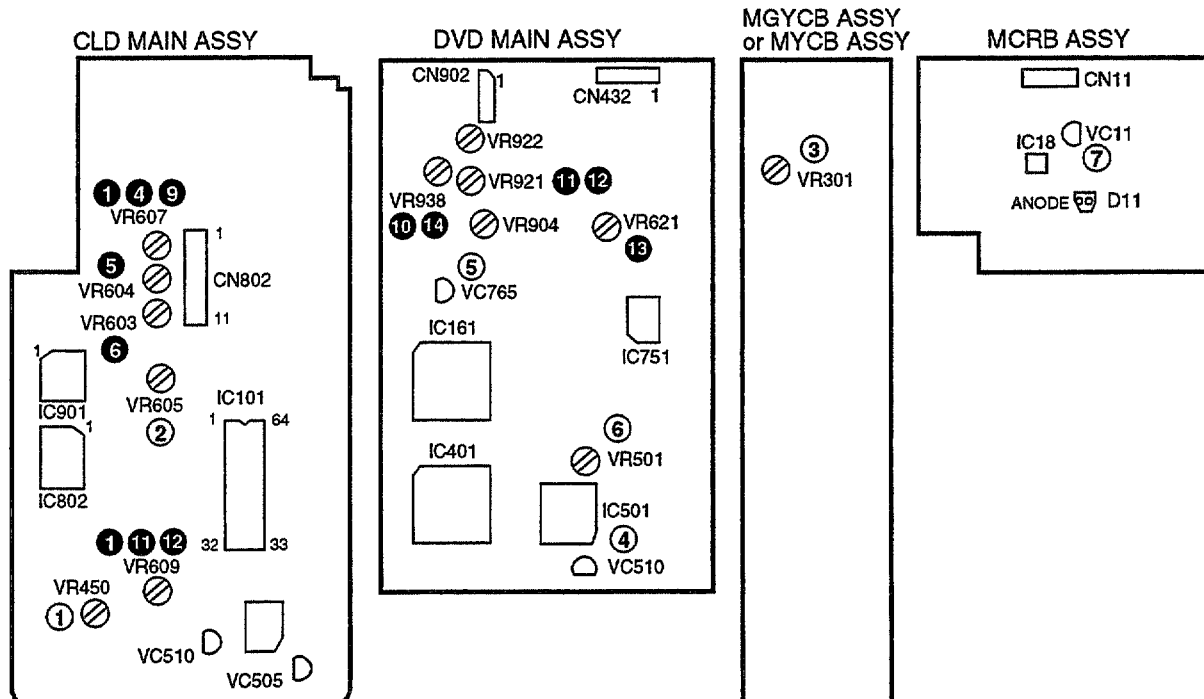 CLD MAIN ASSY
1 4 9
VR607
5
VR604
1
CN802
11
VR603
6
1
IC901
VR605
2
1
IC802
IC101
1 64
32 33
1 11 12
VR609
VR450
1
VC510
VC505
DVD MAIN ASSY
CN902
1
CN432 1
VR922
VR921 11 12
VR938
10 14
VR904
VR621
13
5
VC765
IC161
IC751
IC401
6
VR501
IC501
4
VC510
MGYCB ASSY
or MYCB ASSY
3
VR301
MCRB ASSY
CN11
IC18
VC11
7
ANODE D11